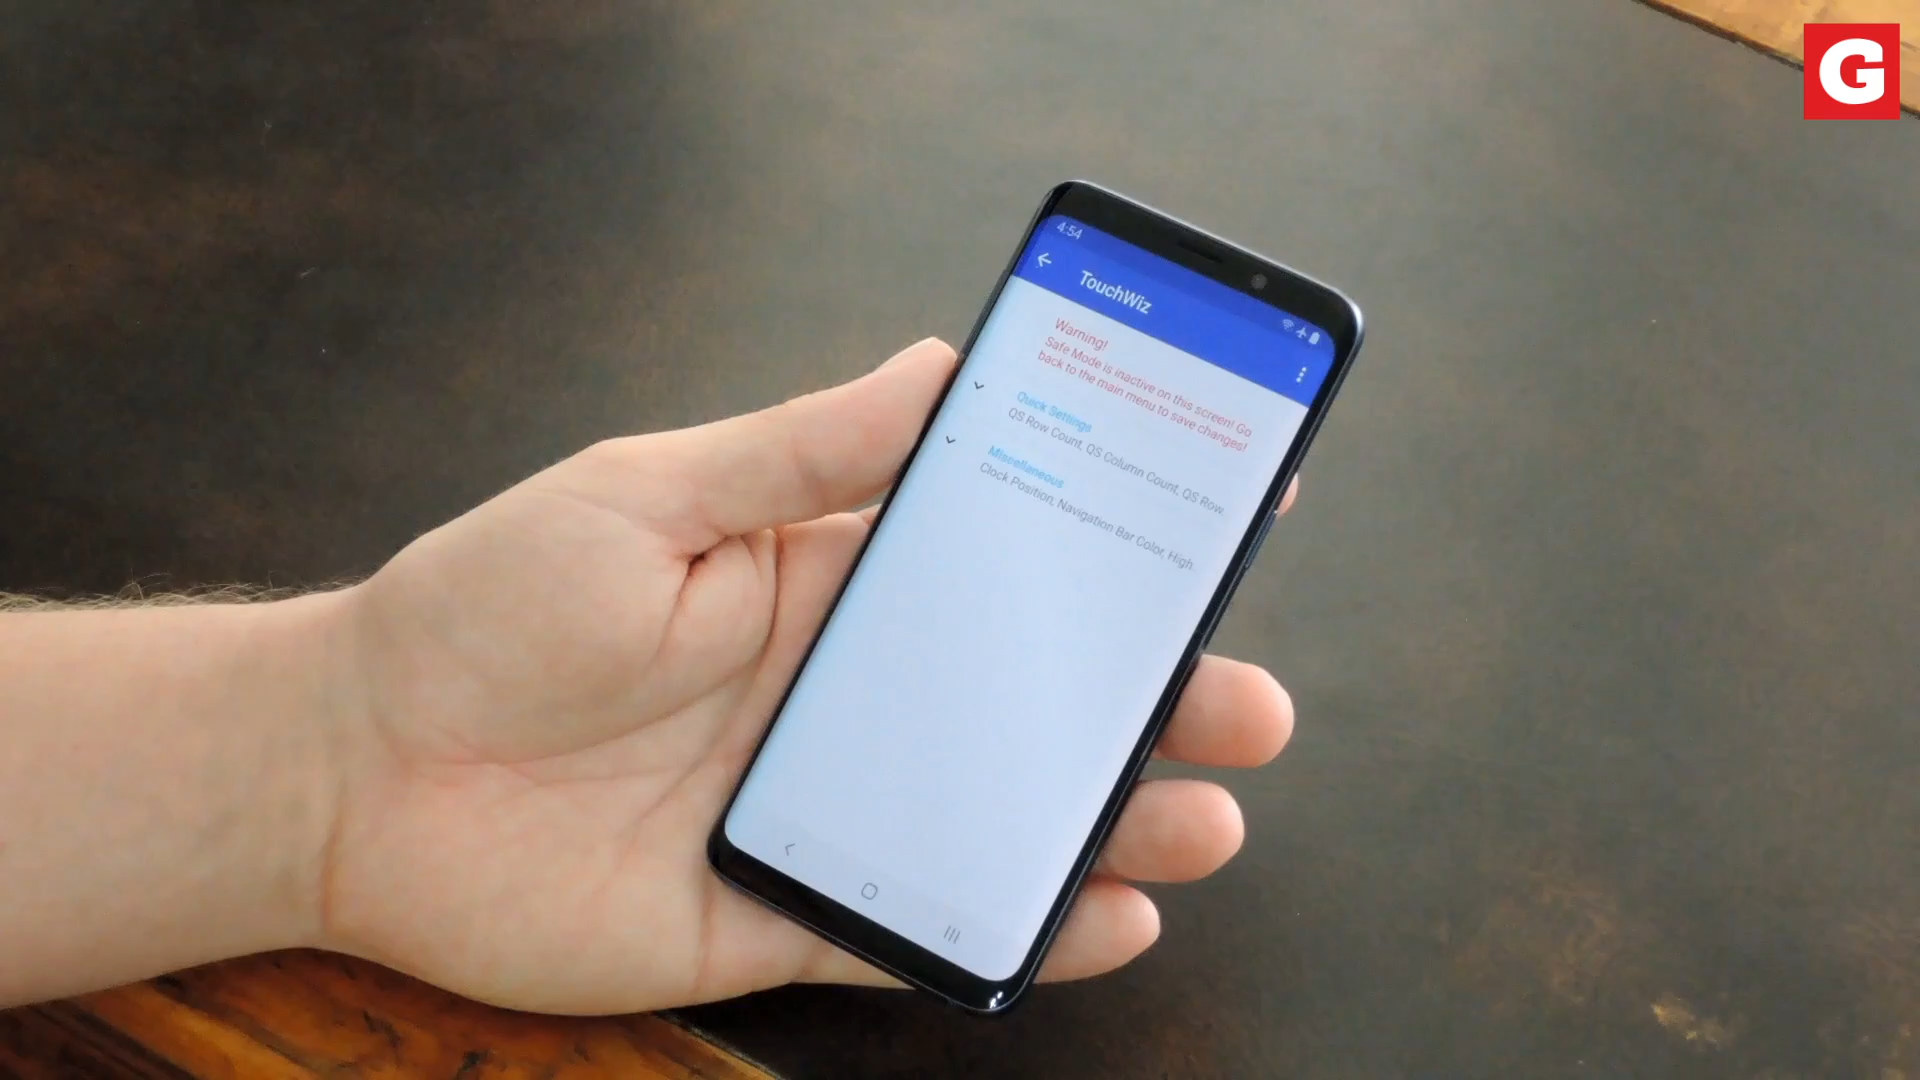 G
4:54
TouchWiz
Warning!
Safe Mode is inactive on this screen! Go
back to the main menu to save changes!
Quick Settings
QS Row Count, QS Column Count, QS Row
Miscellaneous
Clock Position, Navigation Bar Color, High